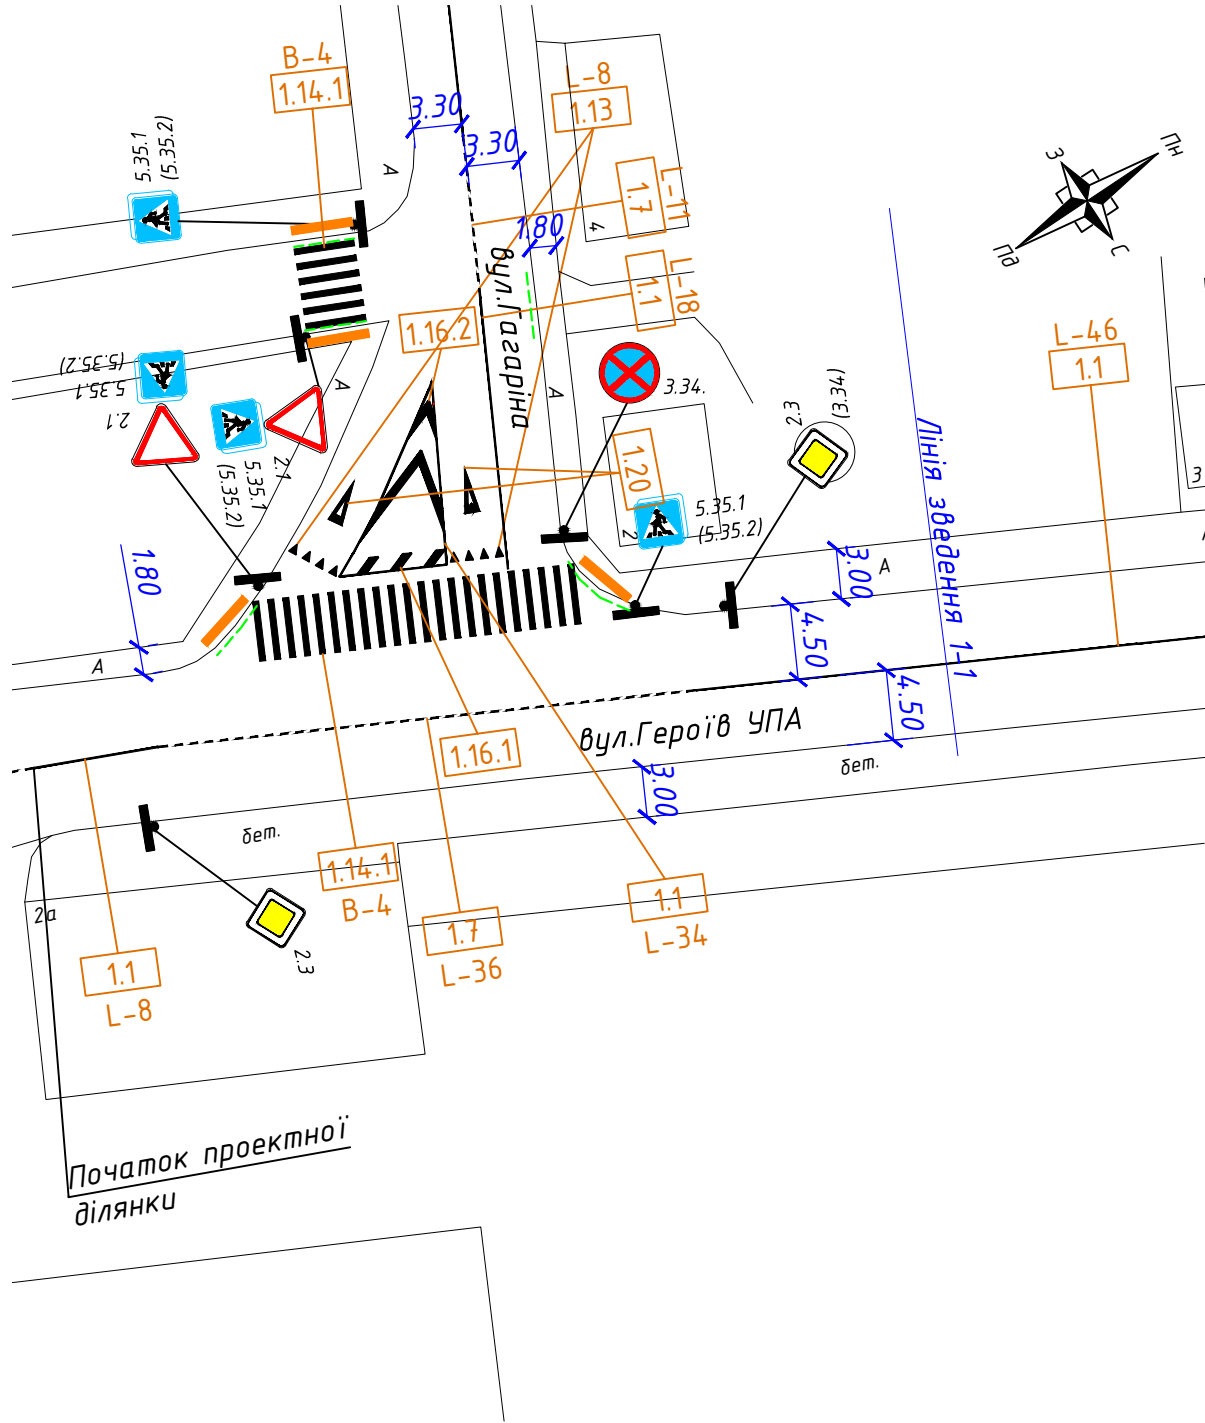 В-4
1.14.1
L-8
1.13
3.30
3.30
5.35.1
(5.35.2)
А
1.7
L-11
4
1.80
Пн
З
С
Пд
вул.Гагаріна
1.1
L-18
1.16.2
L-46
1.1
5.35.1
(5.35.2)
2.1
А
3.34.
А
2.3
(3.34)
Лінія зведення 1-1
2.1
5.35.1
(5.35.2)
1.20
2
5.35.1
(5.35.2)
3
1.80
3.00
А
А
4.50
4.50
вул.Героїв УПА
1.16.1
бет.
3.00
бет.
1.14.1
В-4
1.1
L-34
1.7
L-36
2а
2.3
1.1
L-8
Початок проектної
ділянки